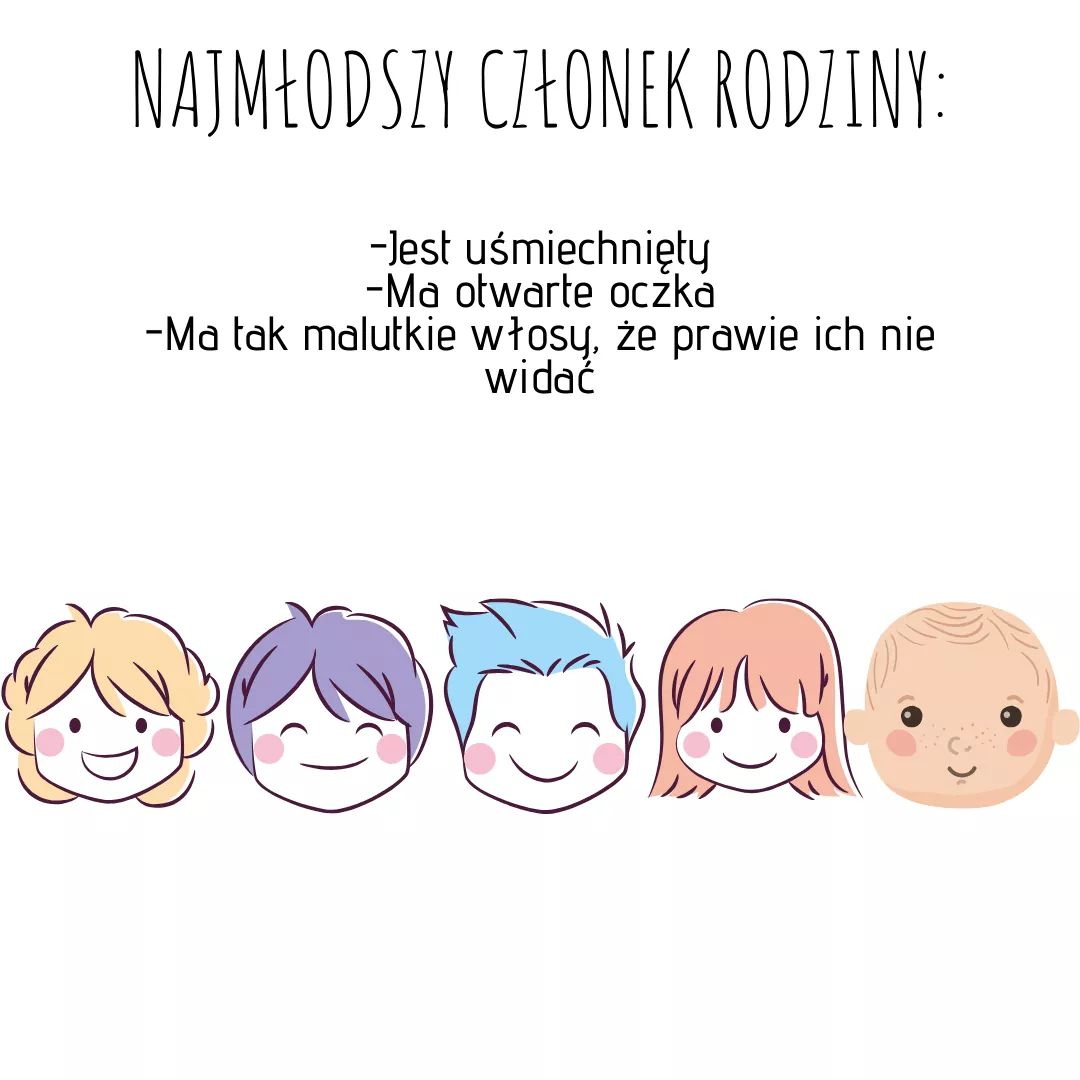 NAJMŁODSZY CZŁONEK RODZINY:
-Jest uśmiechnięty
-Ma otwarte oczka
-Ma tak malutkie włosy, że prawie ich nie
widać